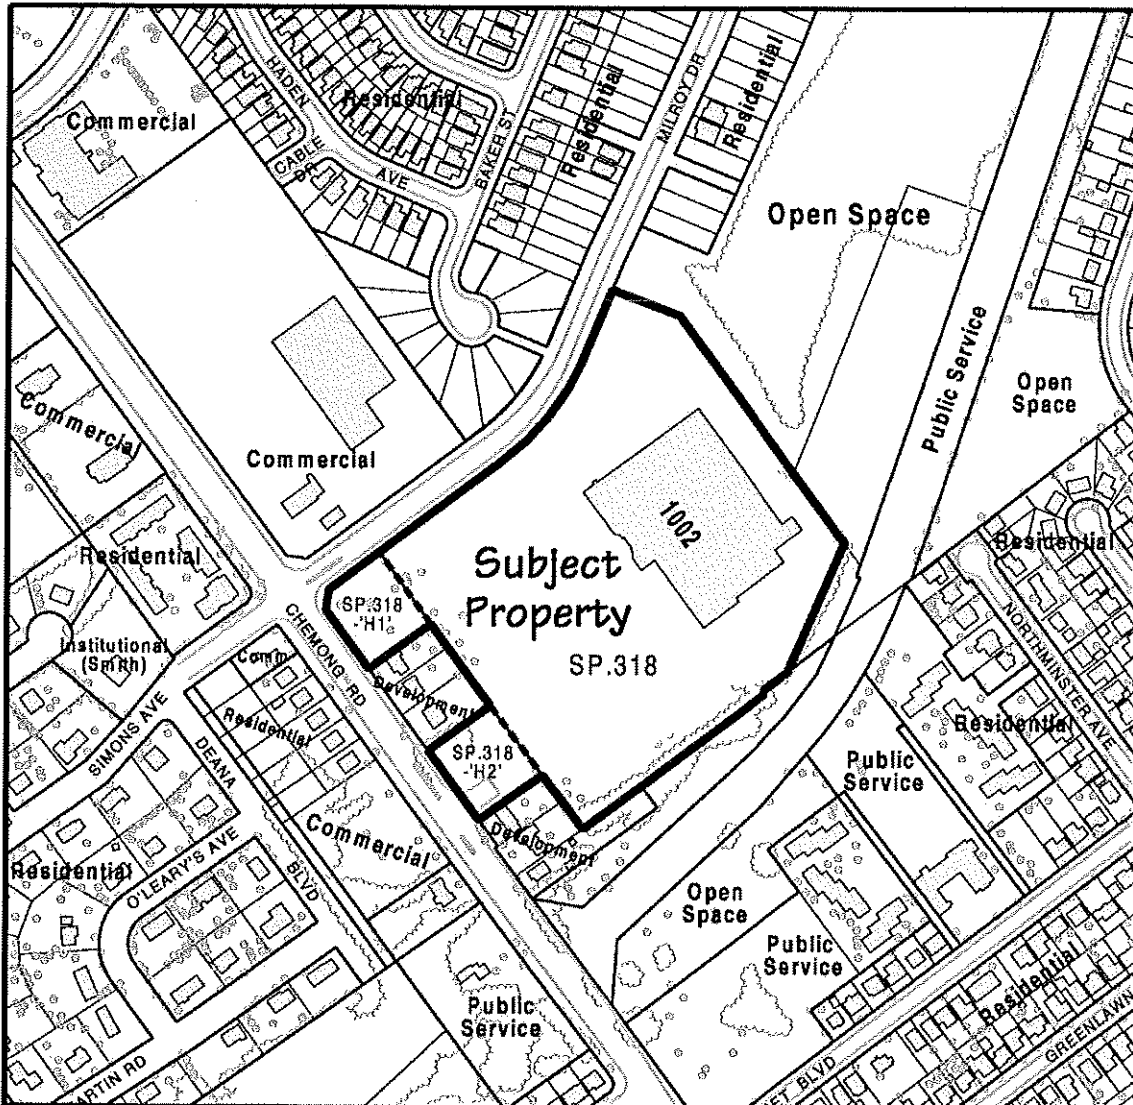 Commercial
HADEN
AVE
Residential
BAKER ST
Residential
MILROY DR
Residential
CABLE
DR
Open Space
Public Service
Open
Space
Commercial
Commercial
1002
Subject
Property
SP.318
Residential
SP.318
-'H1'
Institutional
(Smith)
CHEMONG RD
Comm
Development
Residential
SIMONS AVE
DEANA
BLVD
SP.318
-'H2'
Development
Commercial
Residential
O'LEARY'S AVE
Residential
NORTHMINSTER AVE
Residential
Public
Service
Open
Space
Public
Service
Public
Service
Residential
GREENLAWN
BLVD
ARTIN RD